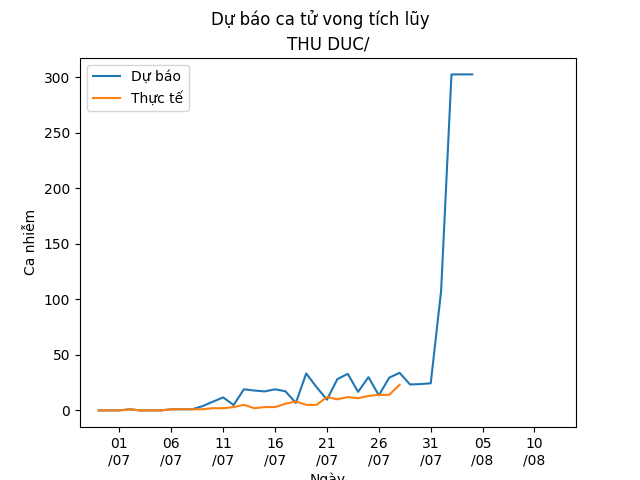 Dự báo ca tử vong tích lũy
THU DUC/
Dự báo
Thực tế
Ca nhiễm
300
250
200
150
100
50
0
01 06 11 16 21 26 31 05 10
/07 /07 /07 /07 /07 /07 /07 /08 /08
Ngày